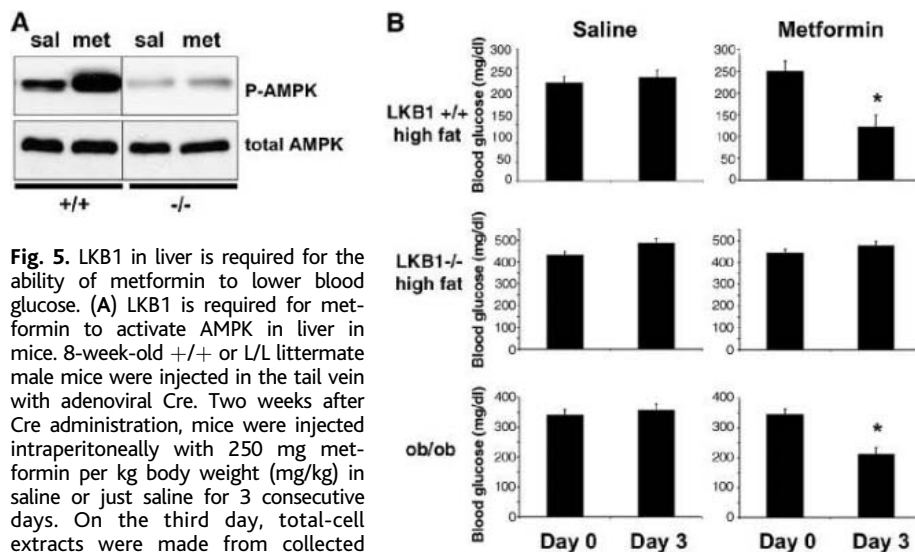 A
sal met sal met
P-AMPK
total AMPK
+/+ -/-
Fig. 5. LKB1 in liver is required for the
ability of metformin to lower blood
glucose. (A) LKB1 is required for met-
formin to activate AMPK in liver in
mice. 8-week-old +/+ or L/L littermate
male mice were injected in the tail vein
with adenoviral Cre. Two weeks after
Cre administration, mice were injected
intraperitoneally with 250 mg met-
formin per kg body weight (mg/kg) in
saline or just saline for 3 consecutive
days. On the third day, total-cell
extracts were made from collected
B
Saline Metformin
LKB1 +/+
high fat
Blood glucose (mg/dl)
300
250
200
150
100
50
0
300
250
200
150
100
50
0
*
LKB1-/-
high fat
Blood glucose (mg/dl)
500
400
300
200
100
0
500
400
300
200
100
0
ob/ob
Blood glucose (mg/dl)
400
300
200
100
0
400
300
200
100
0
*
Day 0 Day 3 Day 0 Day 3